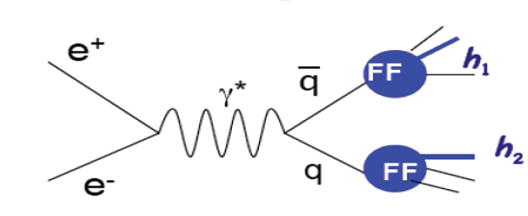 e+
γ*
q̅
FF
h1
e-
q
FF
h2